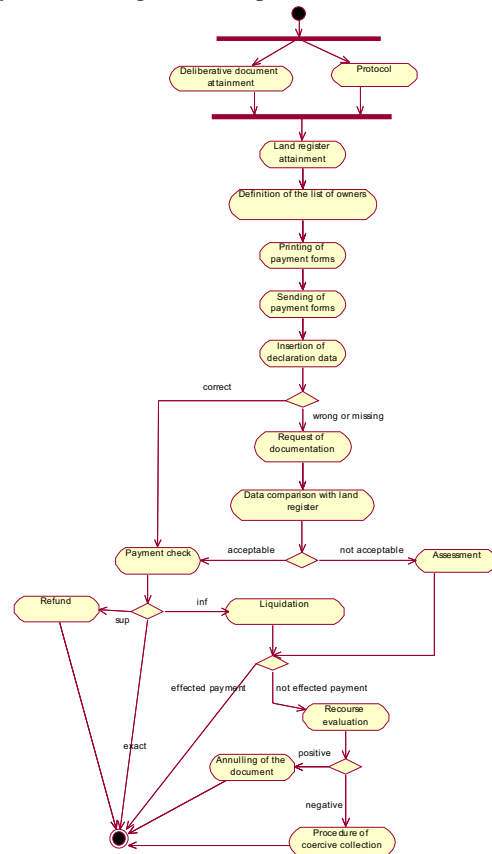 Deliberative document
attainment
Protocol
Land register
attainment
Definition of the list of owners
Printing of
payment forms
Sending of
payment forms
Insertion of
declaration data
correct
wrong or missing
Request of
documentation
Data comparison with land
register
Payment check
acceptable
not acceptable
Assessment
Refund
sup
inf
Liquidation
effected payment
not effected payment
Recourse
evaluation
exact
positive
Annulling of the
document
negative
Procedure of
coercive collection